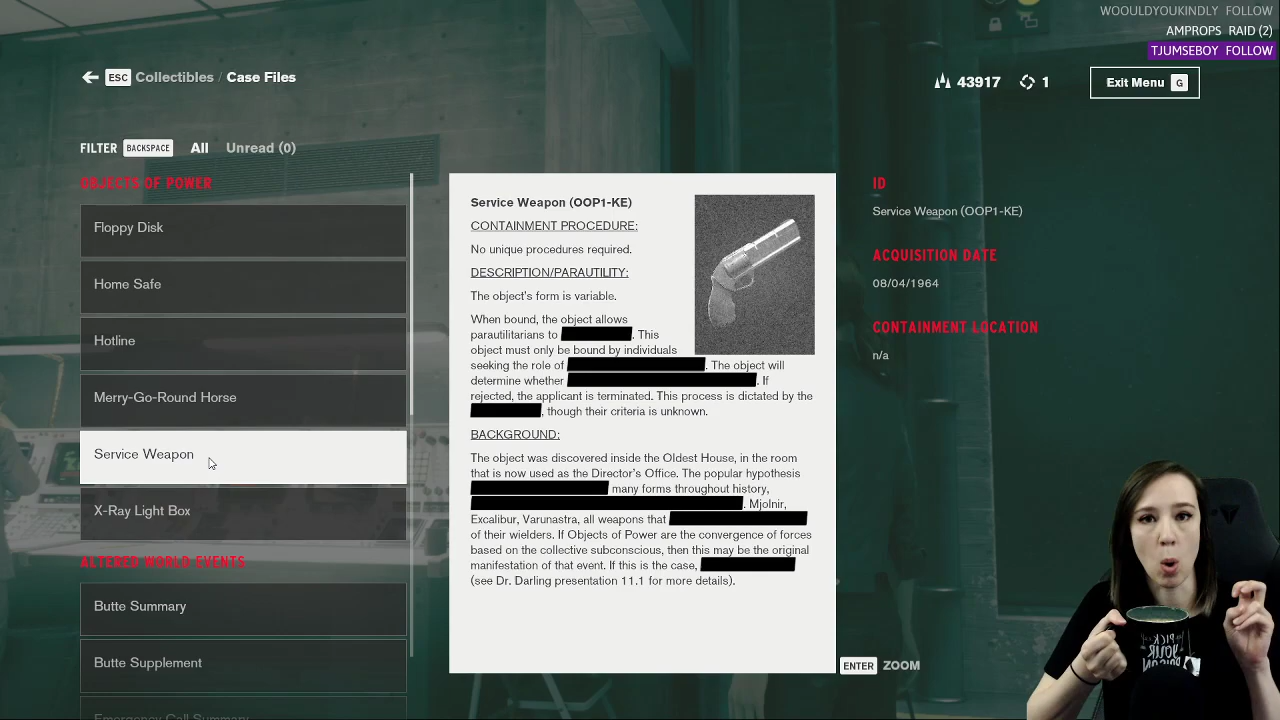 WOOULDYOUKINDLY FOLLOW
AMPROPS RAID (2)
TJUMSEBOY FOLLOW
ESC Collectibles / Case Files
43917 1 Exit Menu G
FILTER BACKSPACE All Unread (0)
OBJECTS OF POWER
Floppy Disk
Home Safe
Hotline
Merry-Go-Round Horse
Service Weapon
X-Ray Light Box
ALTERED WORLD EVENTS
Butte Summary
Butte Supplement
Emergency Call Summary
Service Weapon (OOP1-KE)
CONTAINMENT PROCEDURE:
No unique procedures required.
DESCRIPTION/PARAUTILITY:
The object's form is variable.
When bound, the object allows
parautilitarians to . This
object must only be bound by individuals
seeking the role of . The object will
determine whether . If
rejected, the applicant is terminated. This process is dictated by the
, though their criteria is unknown.
BACKGROUND:
The object was discovered inside the Oldest House, in the room
that is now used as the Director's Office. The popular hypothesis
many forms throughout history,
. Mjolnir,
Excalibur, Varunastra, all weapons that
of their wielders. If Objects of Power are the convergence of forces
based on the collective subconscious, then this may be the original
manifestation of that event. If this is the case,
(see Dr. Darling presentation 11.1 for more details).
ENTER ZOOM
ID
Service Weapon (OOP1-KE)
ACQUISITION DATE
08/04/1964
CONTAINMENT LOCATION
n/a
PICK
YOUR